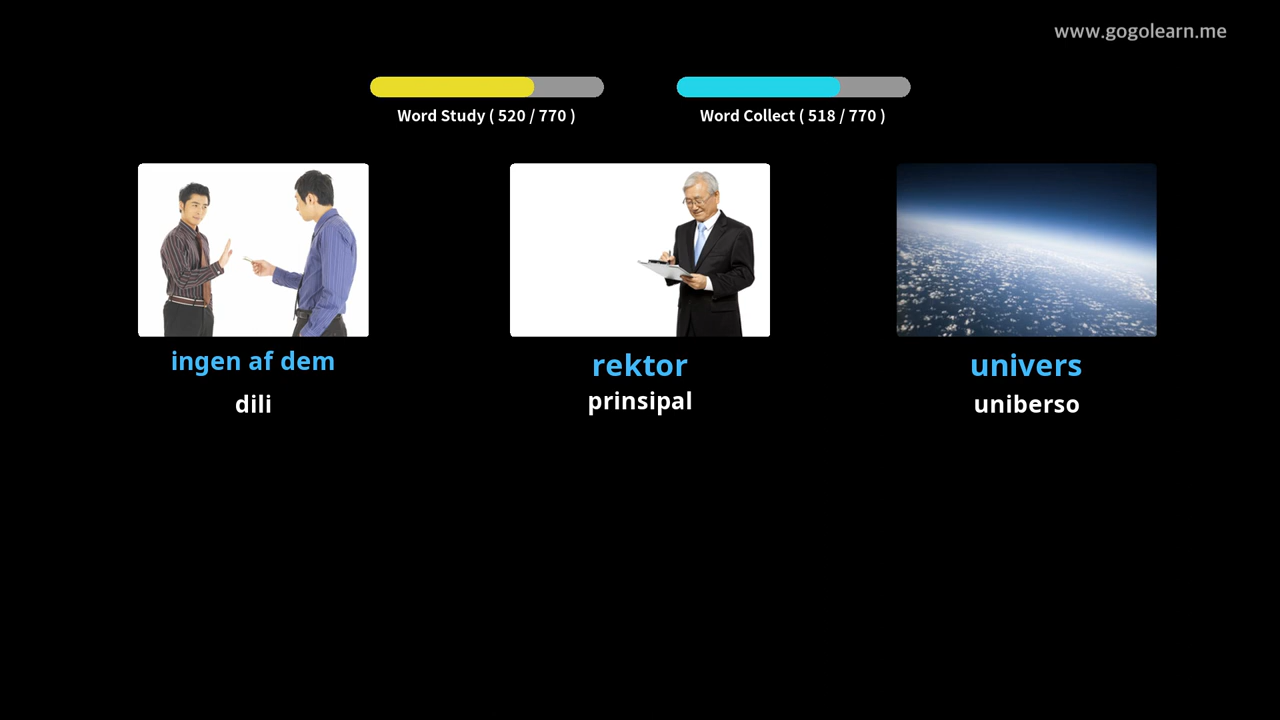 www.gogolearn.me
Word Study ( 520 / 770 )
Word Collect ( 518 / 770 )
ingen af dem
dili
rektor
prinsipal
univers
uniberso